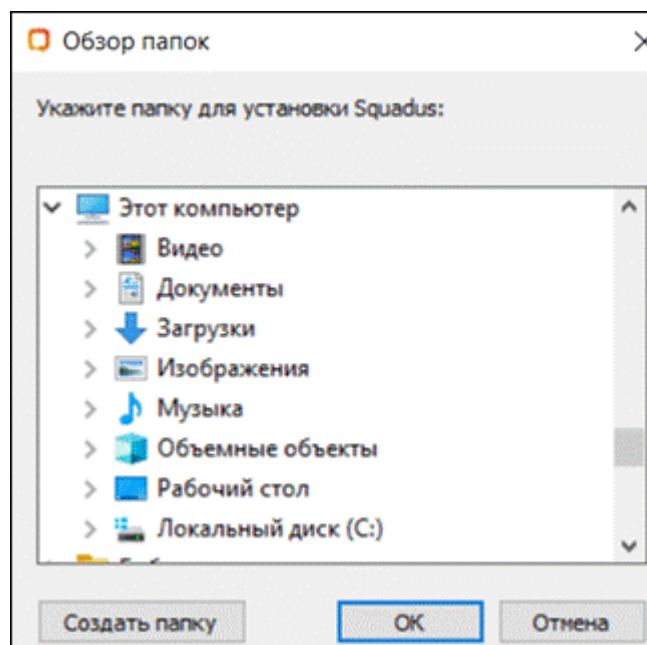 Обзор папок
Укажите папку для установки Squadus:
Этот компьютер
Видео
Документы
Загрузки
Изображения
Музыка
Объемные объекты
Рабочий стол
Локальный диск (C:)
Создать папку
ОК
Отмена